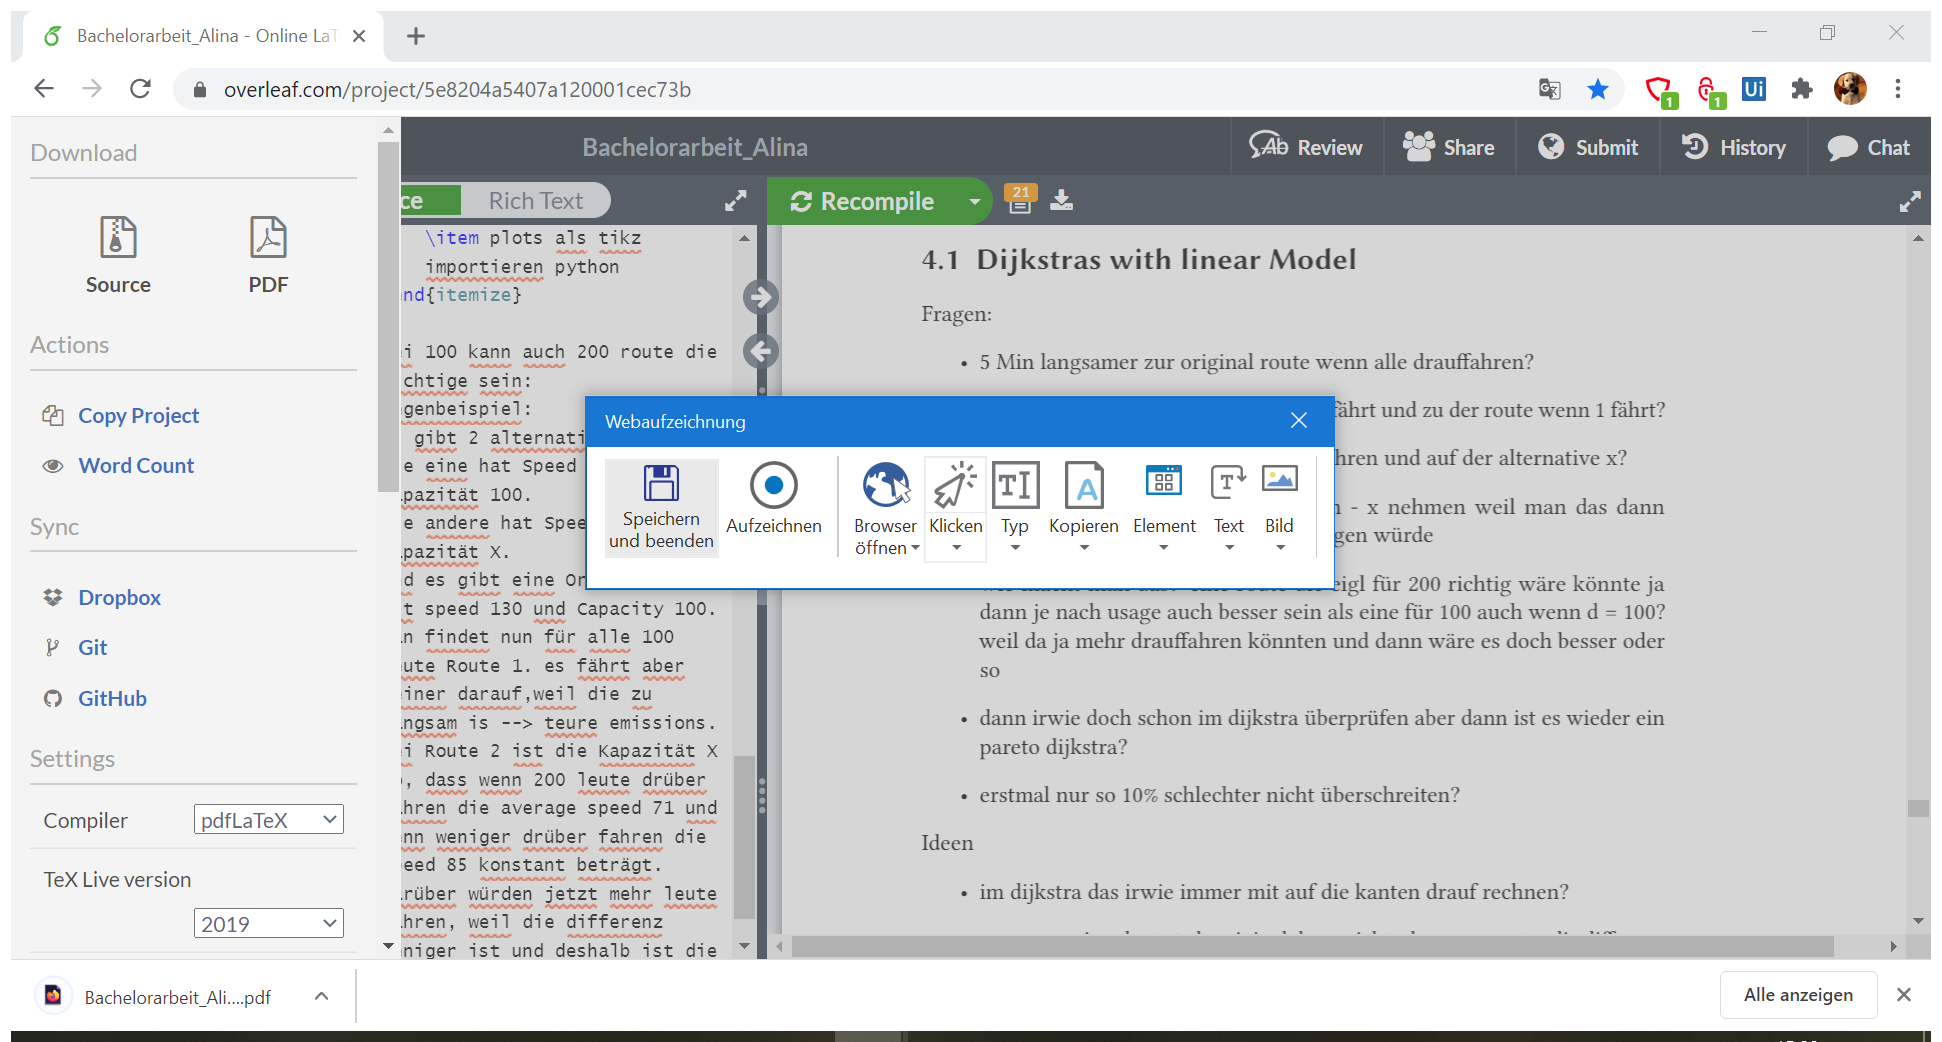 Bachelorarbeit_Alina - Online LaT
overleaf.com/project/5e8204a5407a120001cec73b
1
1
Ui
Download
Source
PDF
Actions
Copy Project
Word Count
Sync
Dropbox
Git
GitHub
Settings
Compiler
pdfLaTeX
TeX Live version
2019
Bachelorarbeit_Alina
Ab Review
Share
Submit
History
Chat
ce
Rich Text
Recompile
21
\item plots als tikz
importieren python
nd{itemize}
i 100 kann auch 200 route die
chtige sein:
genbeispiel:
gibt 2 alternati
e eine hat Speed
pazität 100.
e andere hat Spee
pazität X.
d es gibt eine Or
t speed 130 und Capacity 100.
n findet nun für alle 100
ute Route 1. es fährt aber
iner darauf,weil die zu
ngsam is --> teure emissions.
i Route 2 ist die Kapazität X
, dass wenn 200 leute drüber
hren die average speed 71 und
nn weniger drüber fahren die
eed 85 konstant beträgt.
rüber würden jetzt mehr leute
hren, weil die differenz
niger ist und deshalb ist die
4.1 Dijkstras with linear Model
Fragen:
• 5 Min langsamer zur original route wenn alle drauffahren?
fährt und zu der route wenn 1 fährt?
hren und auf der alternative x?
n - x nehmen weil man das dann
gen würde
eigl für 200 richtig wäre könnte ja
dann je nach usage auch besser sein als eine für 100 auch wenn d = 100?
weil da ja mehr drauffahren könnten und dann wäre es doch besser oder
so
• dann irwie doch schon im dijkstra überprüfen aber dann ist es wieder ein
pareto dijkstra?
• erstmal nur so 10% schlechter nicht überschreiten?
Ideen
• im dijkstra das irwie immer mit auf die kanten drauf rechnen?
Webaufzeichnung
Speichern
und beenden
Aufzeichnen
Browser
öffnen
Klicken
Typ
Kopieren
Element
Text
Bild
Bachelorarbeit_Ali....pdf
Alle anzeigen